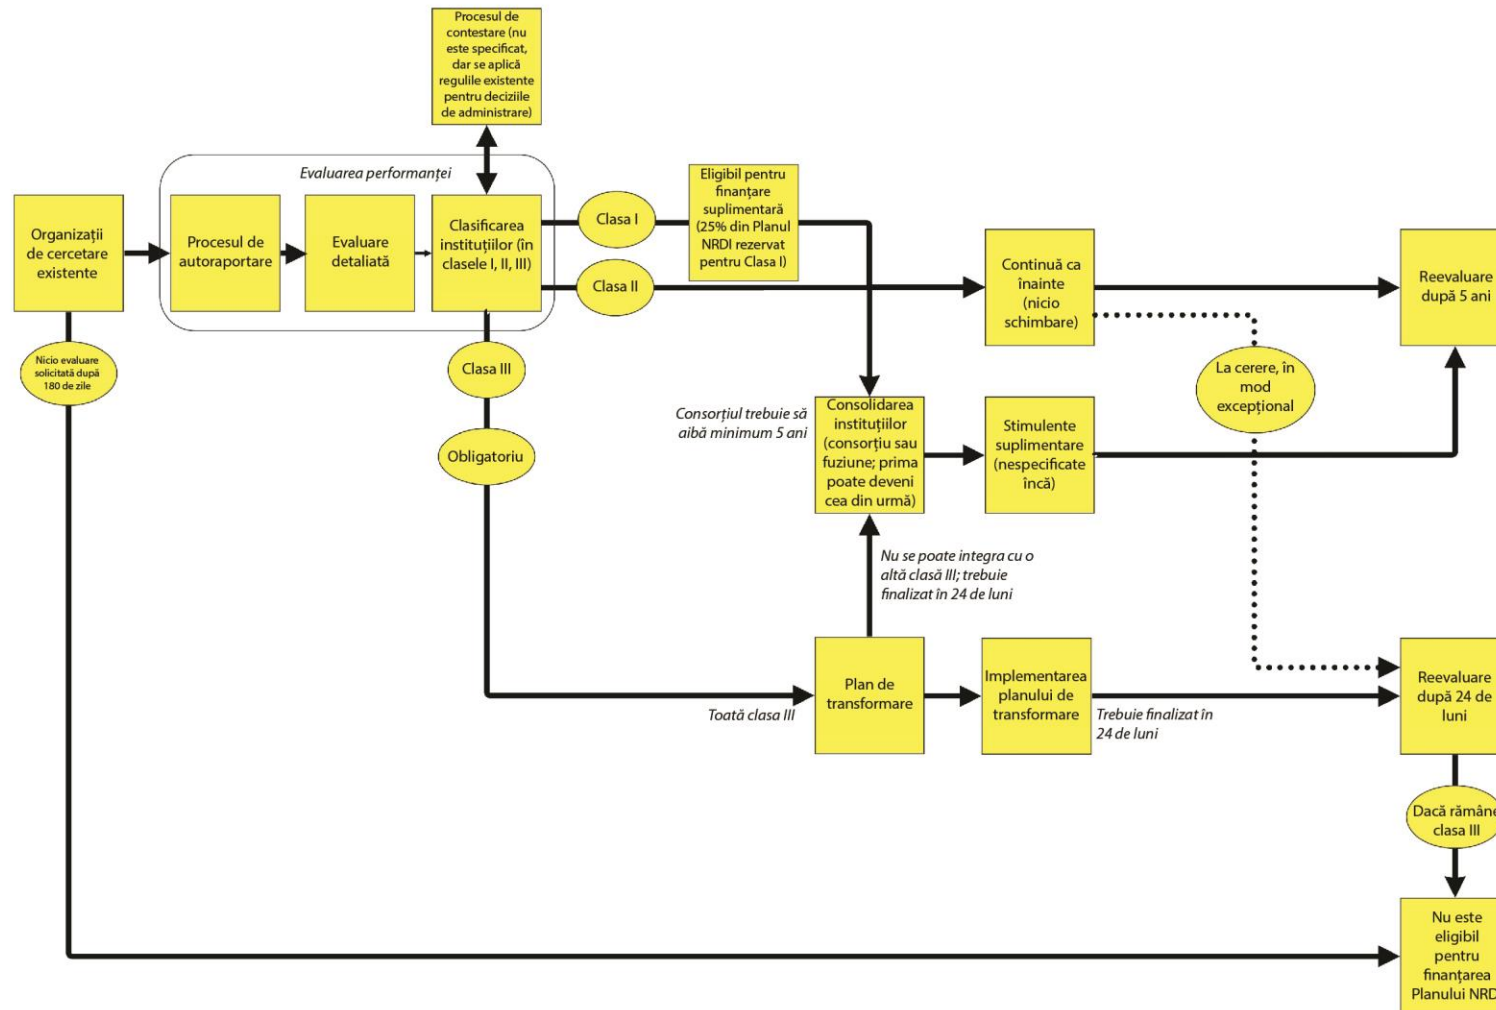 Procesul de
contestare (nu
este specificat,
dar se aplică
regulile existente
pentru deciziile
de administrare)
Evaluarea performanței
Organizații
de cercetare
existente
Procesul de
autoraportare
Evaluare
detaliată
Clasificarea
instituțiilor (în
clasele I, II, III)
Clasa I
Eligibil pentru
finanțare
suplimentară
(25% din Planul
NRDI rezervat
pentru Clasa I)
Clasa II
Continuă ca
înainte
(nicio
schimbare)
Reevaluare
după 5 ani
Nicio evaluare
solicitată după
180 de zile
Clasa III
La cerere, în
mod
excepțional
Consorțiul trebuie să
aibă minimum 5 ani
Consolidarea
instituțiilor
(consorțiu sau
fuziune; prima
poate deveni
cea din urmă)
Stimulente
suplimentare
(nespecificate
încă)
Obligatoriu
Nu se poate integra cu o
altă clasă III; trebuie
finalizat în 24 de luni
Toată clasa III
Plan de
transformare
Implementarea
planului de
transformare
Trebuie finalizat în
24 de luni
Reevaluare
după 24 de
luni
Dacă rămâne
clasa III
Nu este
eligibil
pentru
finanțarea
Planului NRD